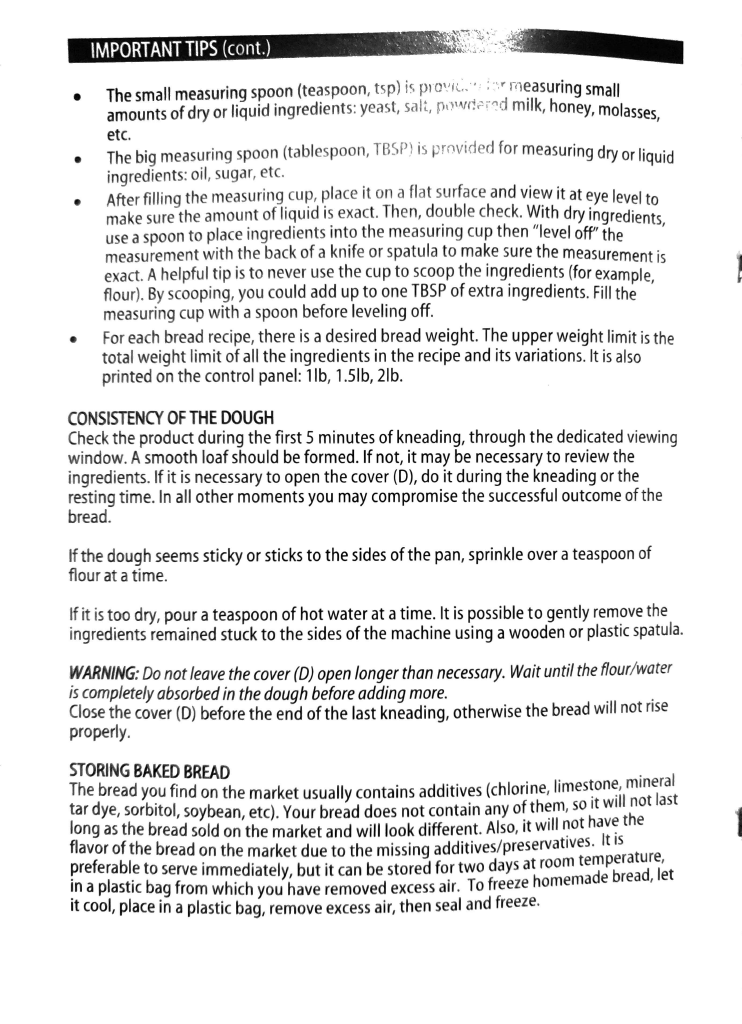 IMPORTANT TIPS (cont.)
• The small measuring spoon (teaspoon, tsp) is provided for measuring small
amounts of dry or liquid ingredients: yeast, salt, powdered milk, honey, molasses,
etc.
• The big measuring spoon (tablespoon, TBSP) is provided for measuring dry or liquid
ingredients: oil, sugar, etc.
• After filling the measuring cup, place it on a flat surface and view it at eye level to
make sure the amount of liquid is exact. Then, double check. With dry ingredients,
use a spoon to place ingredients into the measuring cup then "level off" the
measurement with the back of a knife or spatula to make sure the measurement is
exact. A helpful tip is to never use the cup to scoop the ingredients (for example,
flour). By scooping, you could add up to one TBSP of extra ingredients. Fill the
measuring cup with a spoon before leveling off.
• For each bread recipe, there is a desired bread weight. The upper weight limit is the
total weight limit of all the ingredients in the recipe and its variations. It is also
printed on the control panel: 1lb, 1.5lb, 2lb.
CONSISTENCY OF THE DOUGH
Check the product during the first 5 minutes of kneading, through the dedicated viewing
window. A smooth loaf should be formed. If not, it may be necessary to review the
ingredients. If it is necessary to open the cover (D), do it during the kneading or the
resting time. In all other moments you may compromise the successful outcome of the
bread.
If the dough seems sticky or sticks to the sides of the pan, sprinkle over a teaspoon of
flour at a time.
If it is too dry, pour a teaspoon of hot water at a time. It is possible to gently remove the
ingredients remained stuck to the sides of the machine using a wooden or plastic spatula.
WARNING: Do not leave the cover (D) open longer than necessary. Wait until the flour/water
is completely absorbed in the dough before adding more.
Close the cover (D) before the end of the last kneading, otherwise the bread will not rise
properly.
STORING BAKED BREAD
The bread you find on the market usually contains additives (chlorine, limestone, mineral
tar dye, sorbitol, soybean, etc). Your bread does not contain any of them, so it will not last
long as the bread sold on the market and will look different. Also, it will not have the
flavor of the bread on the market due to the missing additives/preservatives. It is
preferable to serve immediately, but it can be stored for two days at room temperature,
in a plastic bag from which you have removed excess air. To freeze homemade bread, let
it cool, place in a plastic bag, remove excess air, then seal and freeze.